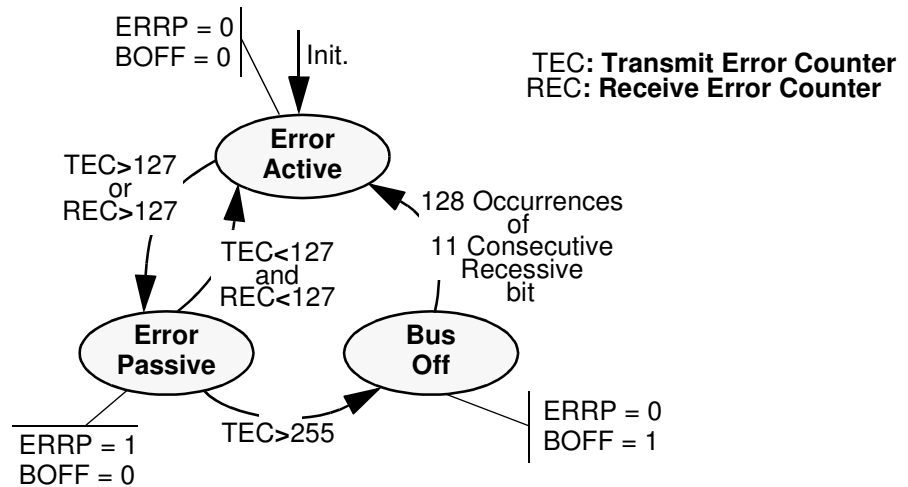 ERRP = 0
BOFF = 0
Init.
TEC: Transmit Error Counter
REC: Receive Error Counter
Error
Active
TEC>127
or
REC>127
128 Occurrences
of
11 Consecutive
Recessive
bit
TEC<127
and
REC<127
Error
Passive
Bus
Off
TEC>255
ERRP = 1
BOFF = 0
ERRP = 0
BOFF = 1